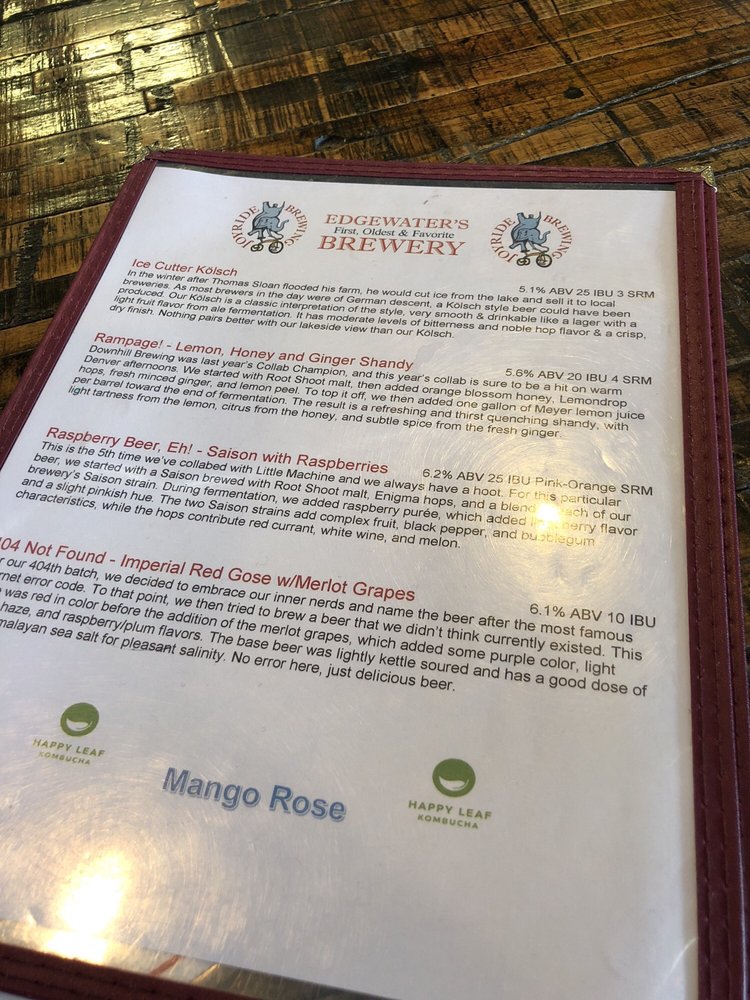 JOYRIDE BREWING
EDGEWATER'S
First, Oldest & Favorite
BREWERY
JOYRIDE BREWING
Ice Cutter Kölsch
5.1% ABV 25 IBU 3 SRM
In the winter after Thomas Sloan flooded his farm, he would cut ice from the lake and sell it to local
breweries. As most brewers in the day were of German descent, a Kölsch style beer could have been
produced. Our Kölsch is a classic interpretation of the style, very smooth & drinkable like a lager with a
light fruit flavor from ale fermentation. It has moderate levels of bitterness and noble hop flavor & a crisp,
dry finish. Nothing pairs better with our lakeside view than our Kölsch.
Rampage! - Lemon, Honey and Ginger Shandy
5.6% ABV 20 IBU 4 SRM
Downhill Brewing was last year's Collab Champion, and this year's collab is sure to be a hit on warm
Denver afternoons. We started with Root Shoot malt, then added orange blossom honey, Lemondrop
hops, fresh minced ginger, and lemon peel. To top it off, we then added one gallon of Meyer lemon juice
per barrel toward the end of fermentation. The result is a refreshing and thirst quenching shandy, with
light tartness from the lemon, citrus from the honey, and subtle spice from the fresh ginger.
Raspberry Beer, Eh! - Saison with Raspberries
6.2% ABV 25 IBU Pink-Orange SRM
This is the 5th time we've collabed with Little Machine and we always have a hoot. For this particular
beer, we started with a Saison brewed with Root Shoot malt, Enigma hops, and a blend of each of our
brewery's Saison strain. During fermentation, we added raspberry purée, which added berry flavor
and a slight pinkish hue. The two Saison strains add complex fruit, black pepper, and bubblegum
characteristics, while the hops contribute red currant, white wine, and melon.
404 Not Found - Imperial Red Gose w/Merlot Grapes
6.1% ABV 10 IBU
our 404th batch, we decided to embrace our inner nerds and name the beer after the most famous
rnet error code. To that point, we then tried to brew a beer that we didn't think currently existed. This
was red in color before the addition of the merlot grapes, which added some purple color, light
haze, and raspberry/plum flavors. The base beer was lightly kettle soured and has a good dose of
malayan sea salt for pleasant salinity. No error here, just delicious beer.
HAPPY LEAF
KOMBUCHA
Mango Rose
HAPPY LEAF
KOMBUCHA